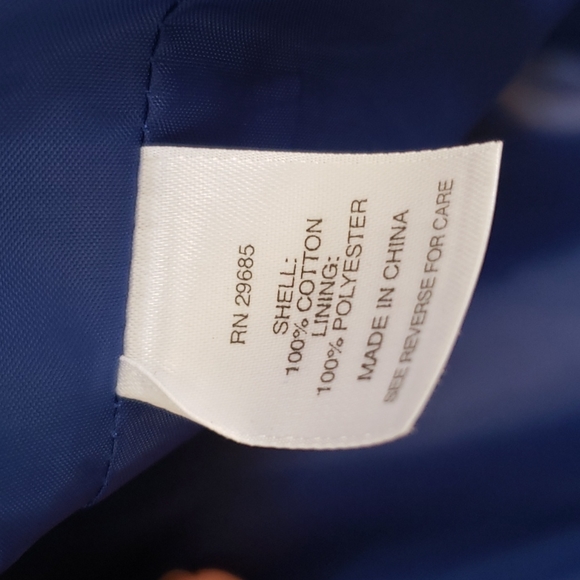 RN 29685
SHELL:
100% COTTON
LINING:
100% POLYESTER
MADE IN CHINA
SEE REVERSE FOR CARE